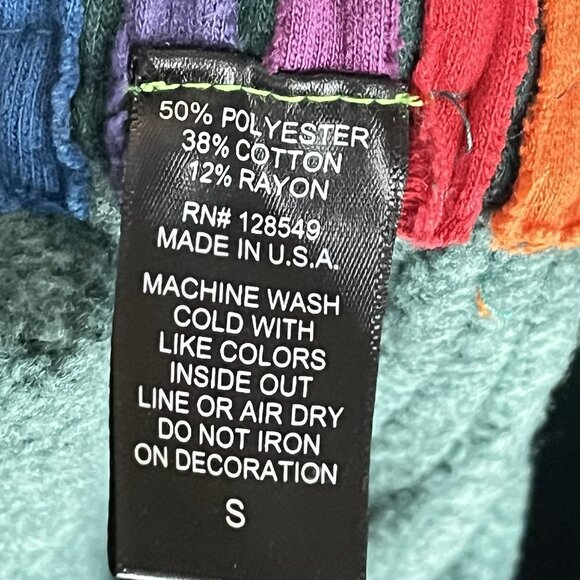 50% POLYESTER
38% COTTON
12% RAYON
RN# 128549
MADE IN U.S.A.
MACHINE WASH
COLD WITH
LIKE COLORS
INSIDE OUT
LINE OR AIR DRY
DO NOT IRON
ON DECORATION
S